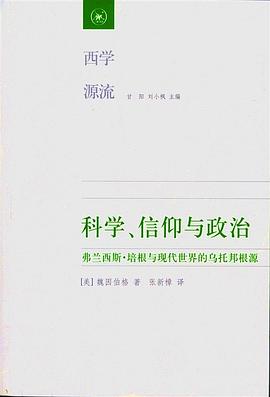 西学
源流
甘 阳 刘小枫 主编
科学、信仰与政治
弗兰西斯·培根与现代世界的乌托邦根源
[美] 魏因伯格 著 张新樟 译